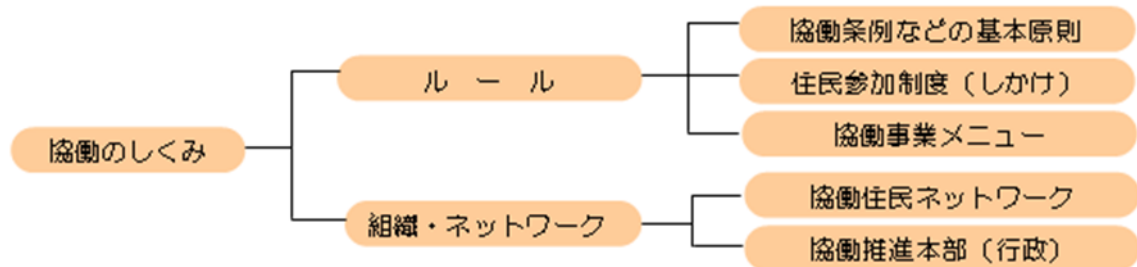 協働のしくみ
ルール
協働条例などの基本原則
住民参加制度（しかけ）
協働事業メニュー
組織・ネットワーク
協働住民ネットワーク
協働推進本部（行政）